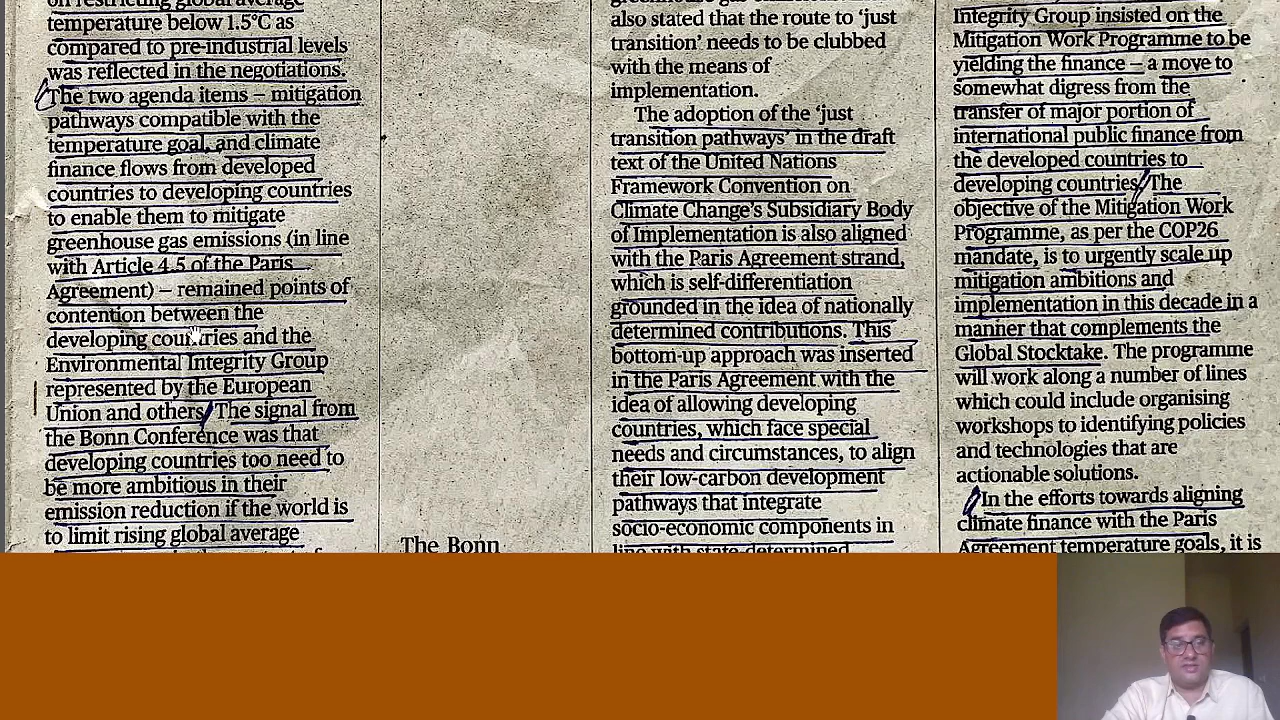 on restricting global average
temperature below 1.5°C as
compared to pre-industrial levels
was reflected in the negotiations.
The two agenda items – mitigation
pathways compatible with the
temperature goal, and climate
finance flows from developed
countries to developing countries
to enable them to mitigate
greenhouse gas emissions (in line
with Article 4.5 of the Paris
Agreement) – remained points of
contention between the
developing countries and the
Environmental Integrity Group
represented by the European
Union and others. The signal from
the Bonn Conference was that
developing countries too need to
be more ambitious in their
emission reduction if the world is
to limit rising global average
The Bonn
also stated that the route to ‘just
transition’ needs to be clubbed
with the means of
implementation.
The adoption of the ‘just
transition pathways’ in the draft
text of the United Nations
Framework Convention on
Climate Change’s Subsidiary Body
of Implementation is also aligned
with the Paris Agreement strand,
which is self-differentiation
grounded in the idea of nationally
determined contributions. This
bottom-up approach was inserted
in the Paris Agreement with the
idea of allowing developing
countries, which face special
needs and circumstances, to align
their low-carbon development
pathways that integrate
socio-economic components in
line with state-determined
Integrity Group insisted on the
Mitigation Work Programme to be
yielding the finance – a move to
somewhat digress from the
transfer of major portion of
international public finance from
the developed countries to
developing countries. The
objective of the Mitigation Work
Programme, as per the COP26
mandate, is to urgently scale up
mitigation ambitions and
implementation in this decade in a
manner that complements the
Global Stocktake. The programme
will work along a number of lines
which could include organising
workshops to identifying policies
and technologies that are
actionable solutions.
In the efforts towards aligning
climate finance with the Paris
Agreement temperature goals, it is